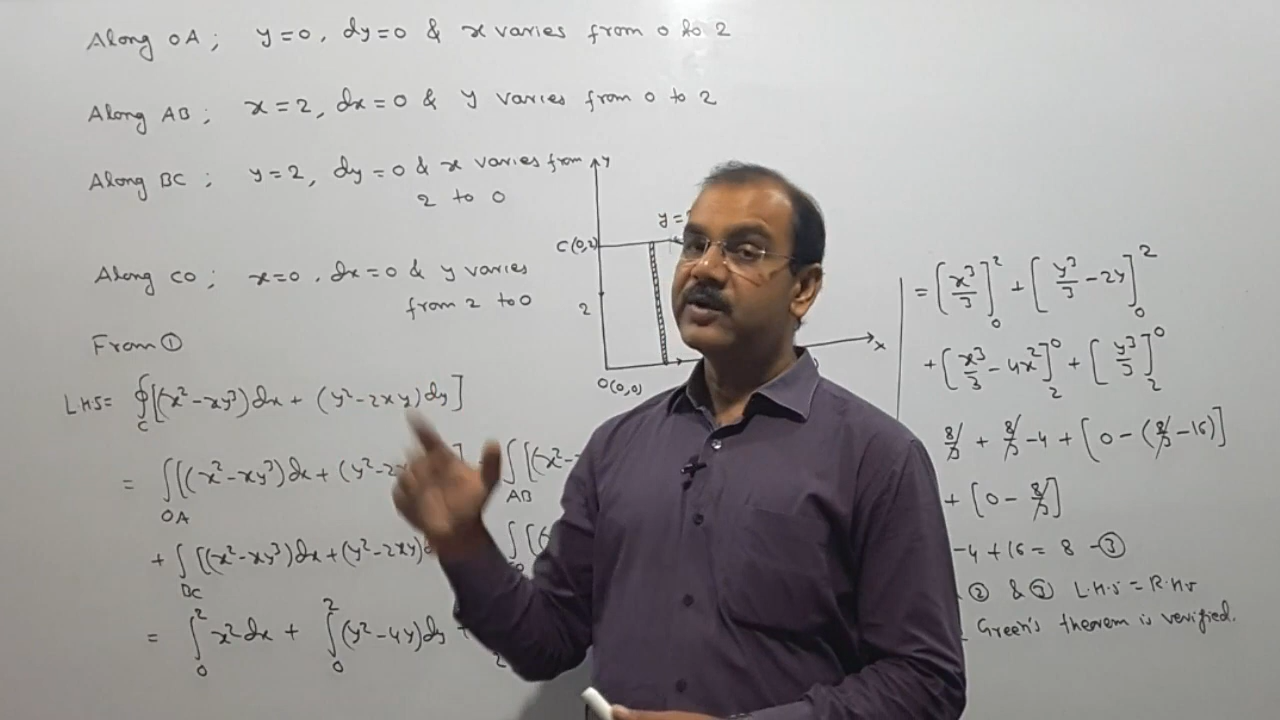 Along OA; y=0, dy=0 & x varies from 0 to 2
Along AB; x=2, dx=0 & y varies from 0 to 2
Along BC; y=2, dy=0 & x varies from
2 to 0
Along CO; x=0, dx=0 & y varies
from 2 to 0
From ①
L.H.S= ∮[(x²-xy³)dx + (y²-2xy)dy]
C
= ∫[(x²-xy³)dx + (y²-2x
OA
∫[(x²-
AB
+ ∫[(x²-xy³)dx+(y²-2xy)d
BC
∫[(
= ∫₀² x²dx + ∫₀² (y²-4y)dy +
2
y
y=
C(0,2)
2
O(0,0)
x
= [x³/3]₀² + [y³/3 - 2y]₀²
+ [x³/3 - 4x²]₂⁰ + [y³/3]₂⁰
8/3 + 8/3 - 4 + [0 - (8/3 - 16)]
+ [0 - 8/3]
-4+16 = 8 -③
② & ③ L.H.S = R.H.S
Green's theorem is verified.